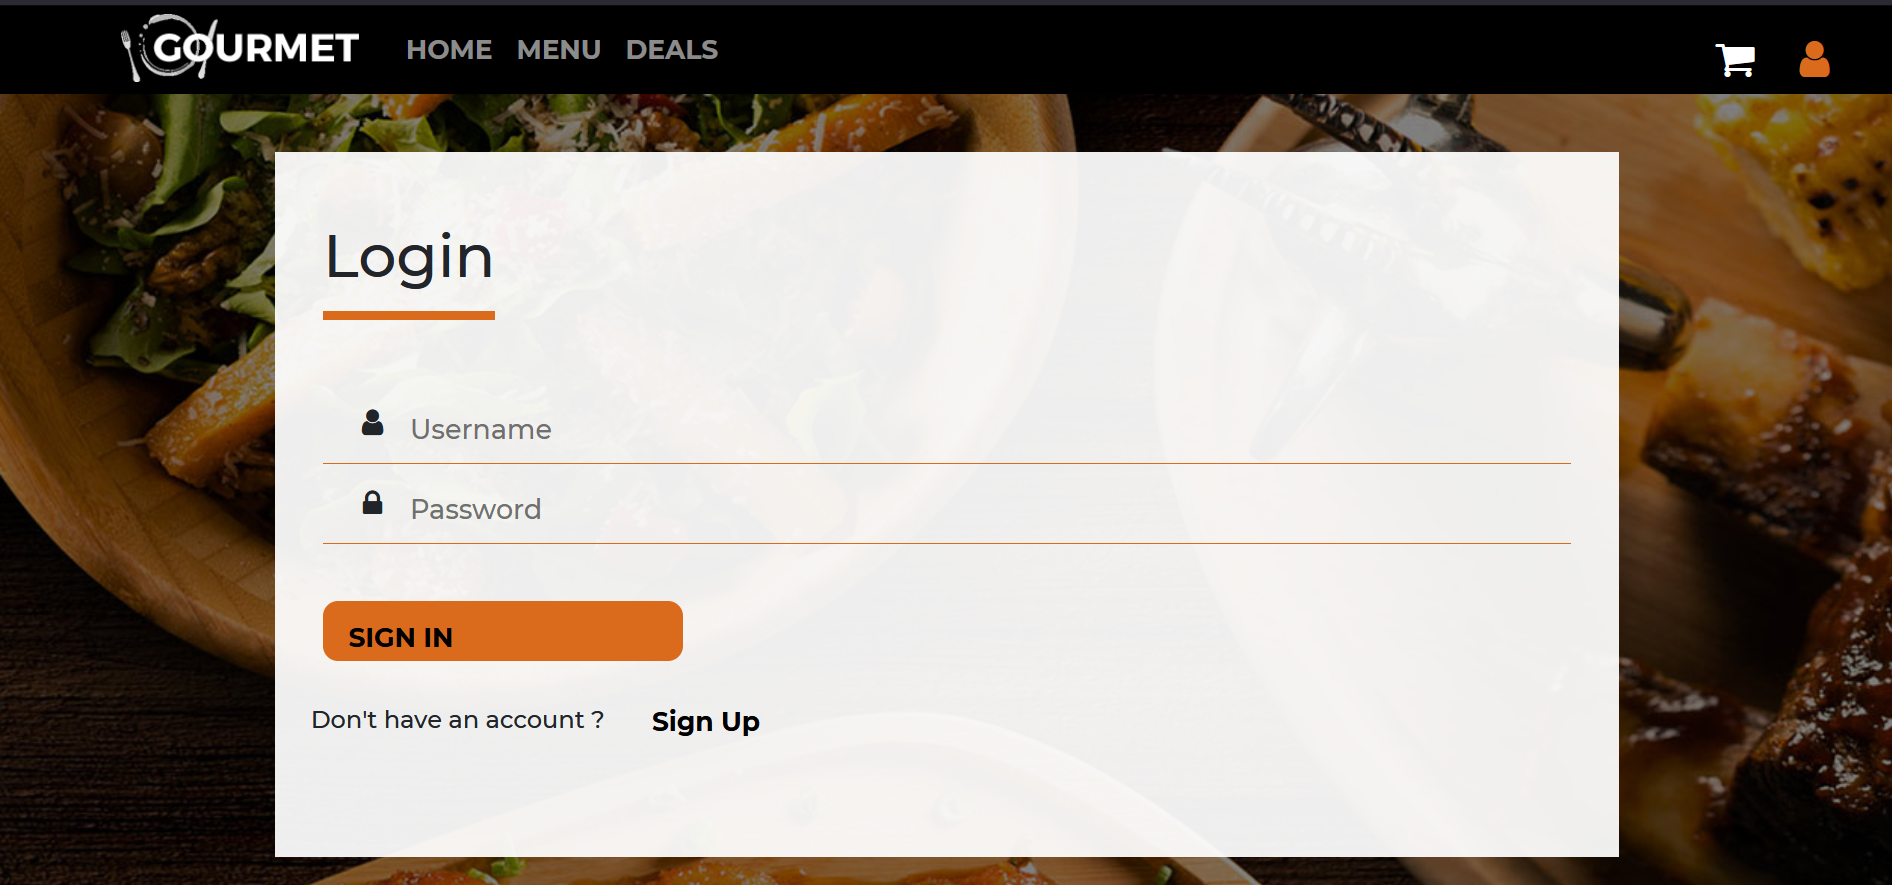 GOURMET HOME MENU DEALS
Login
Username
Password
SIGN IN
Don't have an account ? Sign Up